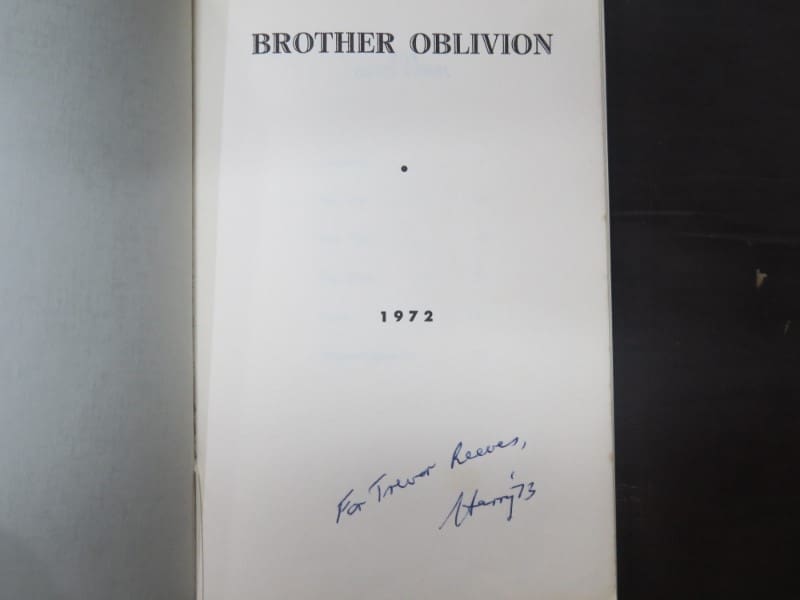 BROTHER OBLIVION
•
1972
For Trevor Reeves,
Harry '73